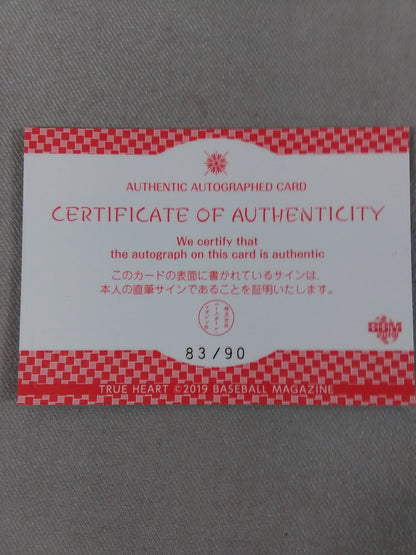 AUTHENTIC AUTOGRAPHED CARD
CERTIFICATE OF AUTHENTICITY
We certify that
the autograph on this card is authentic
このカードの表面に書かれているサインは、
本人の直筆サインであることを証明いたします。
BBM
83/90
TRUE HEART ©2019 BASEBALL MAGAZINE